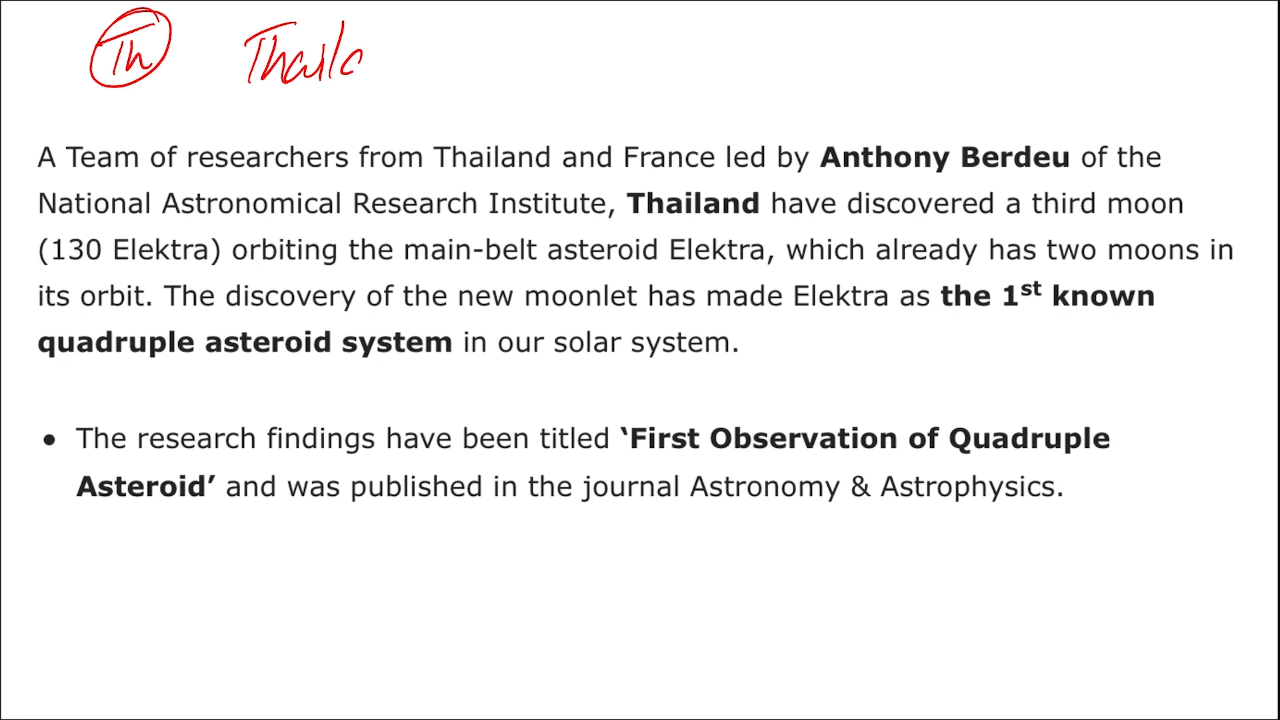 Th Thaila
A Team of researchers from Thailand and France led by Anthony Berdeu of the
National Astronomical Research Institute, Thailand have discovered a third moon
(130 Elektra) orbiting the main-belt asteroid Elektra, which already has two moons in
its orbit. The discovery of the new moonlet has made Elektra as the 1st known
quadruple asteroid system in our solar system.
• The research findings have been titled ‘First Observation of Quadruple
Asteroid’ and was published in the journal Astronomy & Astrophysics.